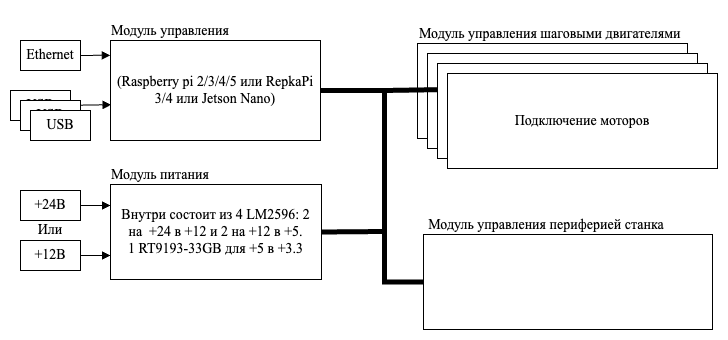 Модуль управления
Модуль управления шаговыми двигателями
Ethernet
(Raspberry pi 2/3/4/5 или RepkaPi
3/4 или Jetson Nano)
USB
Подключение моторов
Модуль питания
+24В
Или
+12В
Внутри состоит из 4 LM2596: 2
на +24 в +12 и 2 на +12 в +5.
1 RT9193-33GB для +5 в +3.3
Модуль управления периферией станка